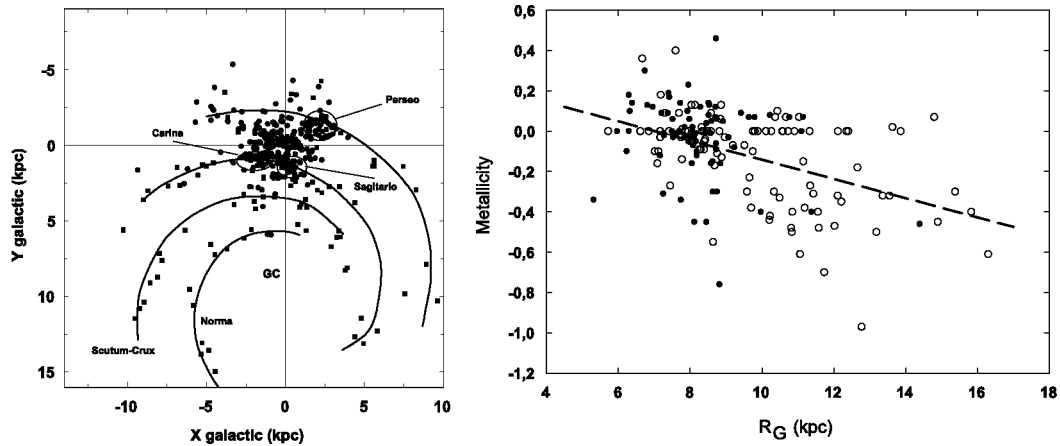 -5
0
5
10
15
-10
-5
0
5
10
Y galactic (kpc)
X galactic (kpc)
Perseo
Carina
Sagitario
GC
Norma
Scutum-Crux
0,6
0,4
0,2
0,0
-0,2
-0,4
-0,6
-0,8
-1,0
-1,2
4
6
8
10
12
14
16
18
Metallicity
RG (kpc)